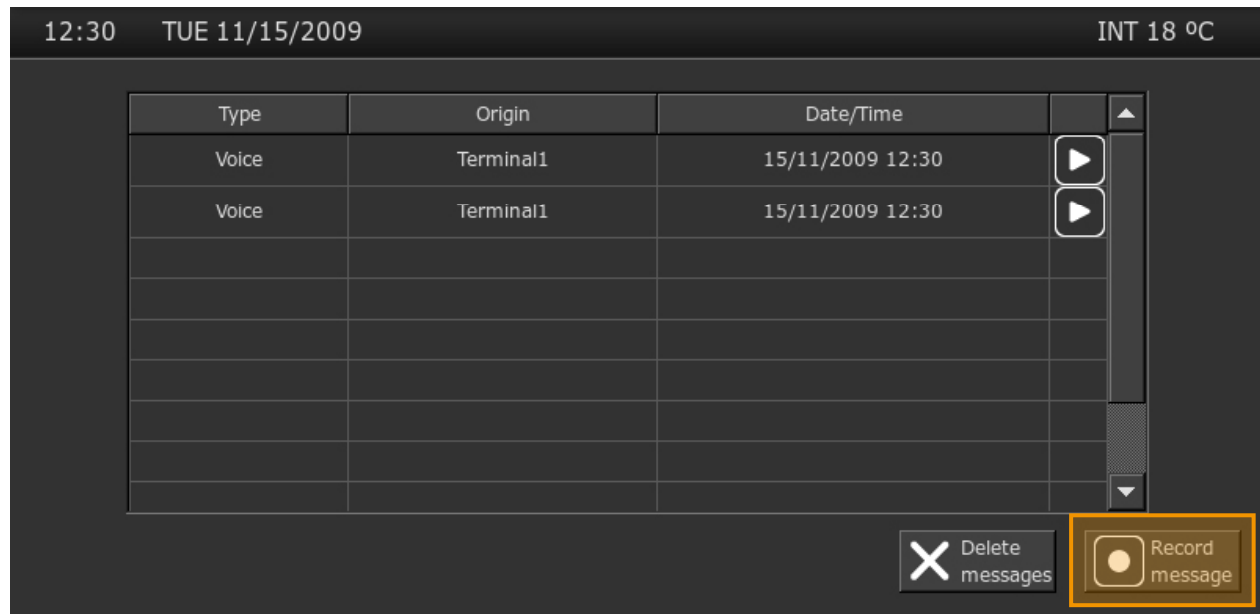 12:30 TUE 11/15/2009 INT 18 ºC
Type Origin Date/Time
Voice Terminal1 15/11/2009 12:30
Voice Terminal1 15/11/2009 12:30
Delete
messages
Record
message